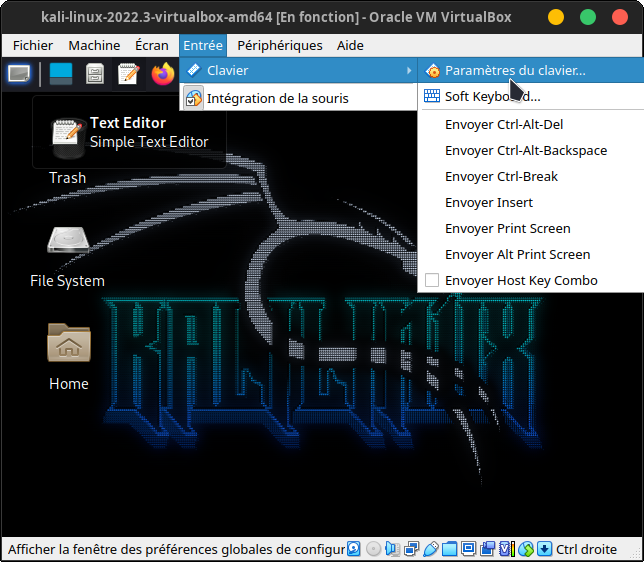 kali-linux-2022.3-virtualbox-amd64 [En fonction] - Oracle VM VirtualBox
Fichier Machine Écran Entrée Périphériques Aide
Clavier
Intégration de la souris
Paramètres du clavier...
Envoyer Ctrl-Alt-Del
Envoyer Ctrl-Alt-Backspace
Envoyer Ctrl-Break
Envoyer Insert
Envoyer Print Screen
Envoyer Alt Print Screen
Envoyer Host Key Combo
Soft Keyboard...
Text Editor
Simple Text Editor
Trash
File System
Home
KALI LINUX
Afficher la fenêtre des préférences globales de configur
Ctrl droite